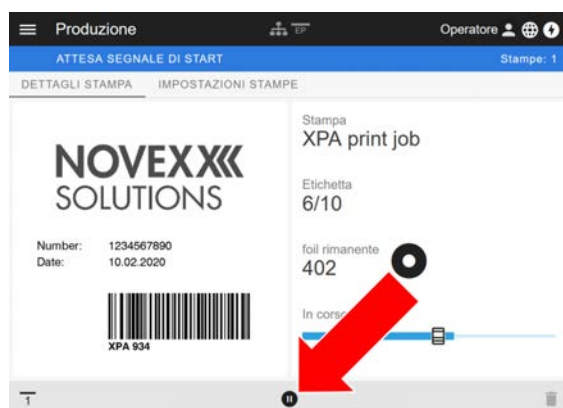 Produzione
EP
Operatore
ATTESA SEGNALE DI START
Stampe: 1
DETTAGLI STAMPA
IMPOSTAZIONI STAMPE
NOVEXX
SOLUTIONS
Number: 1234567890
Date: 10.02.2020
XPA 934
Stampa
XPA print job
Etichetta
6/10
foil rimanente
402
In corso
1